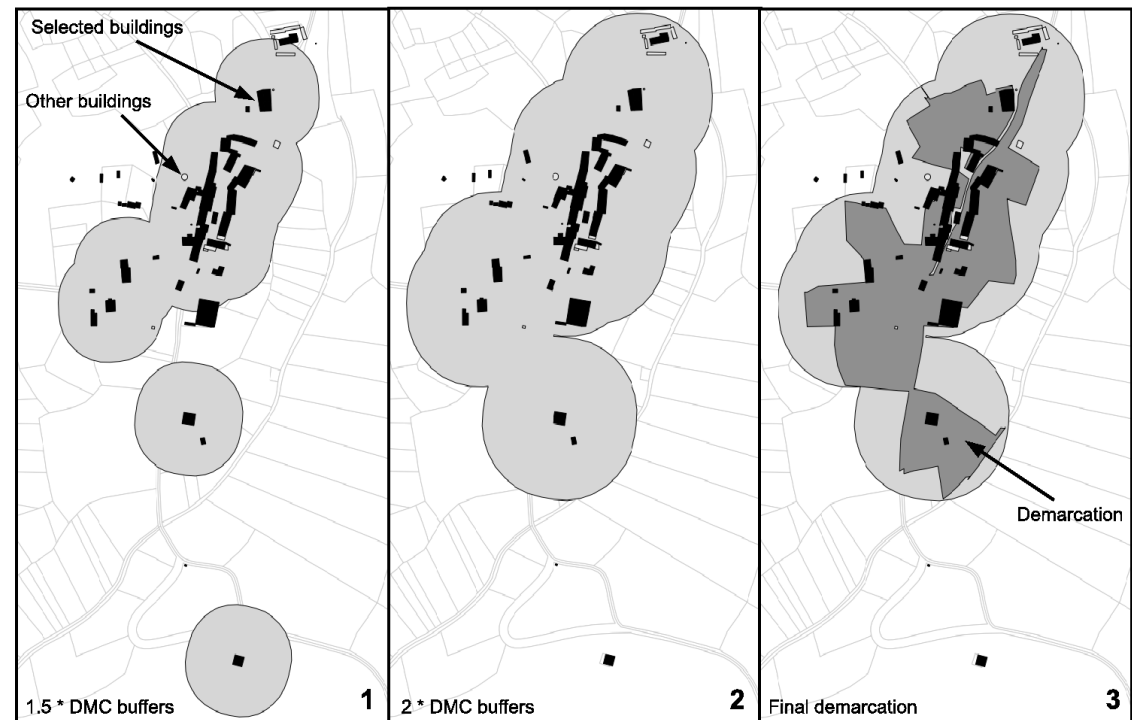 Selected buildings
Other buildings
1.5 * DMC buffers
1
2 * DMC buffers
2
Demarcation
Final demarcation
3